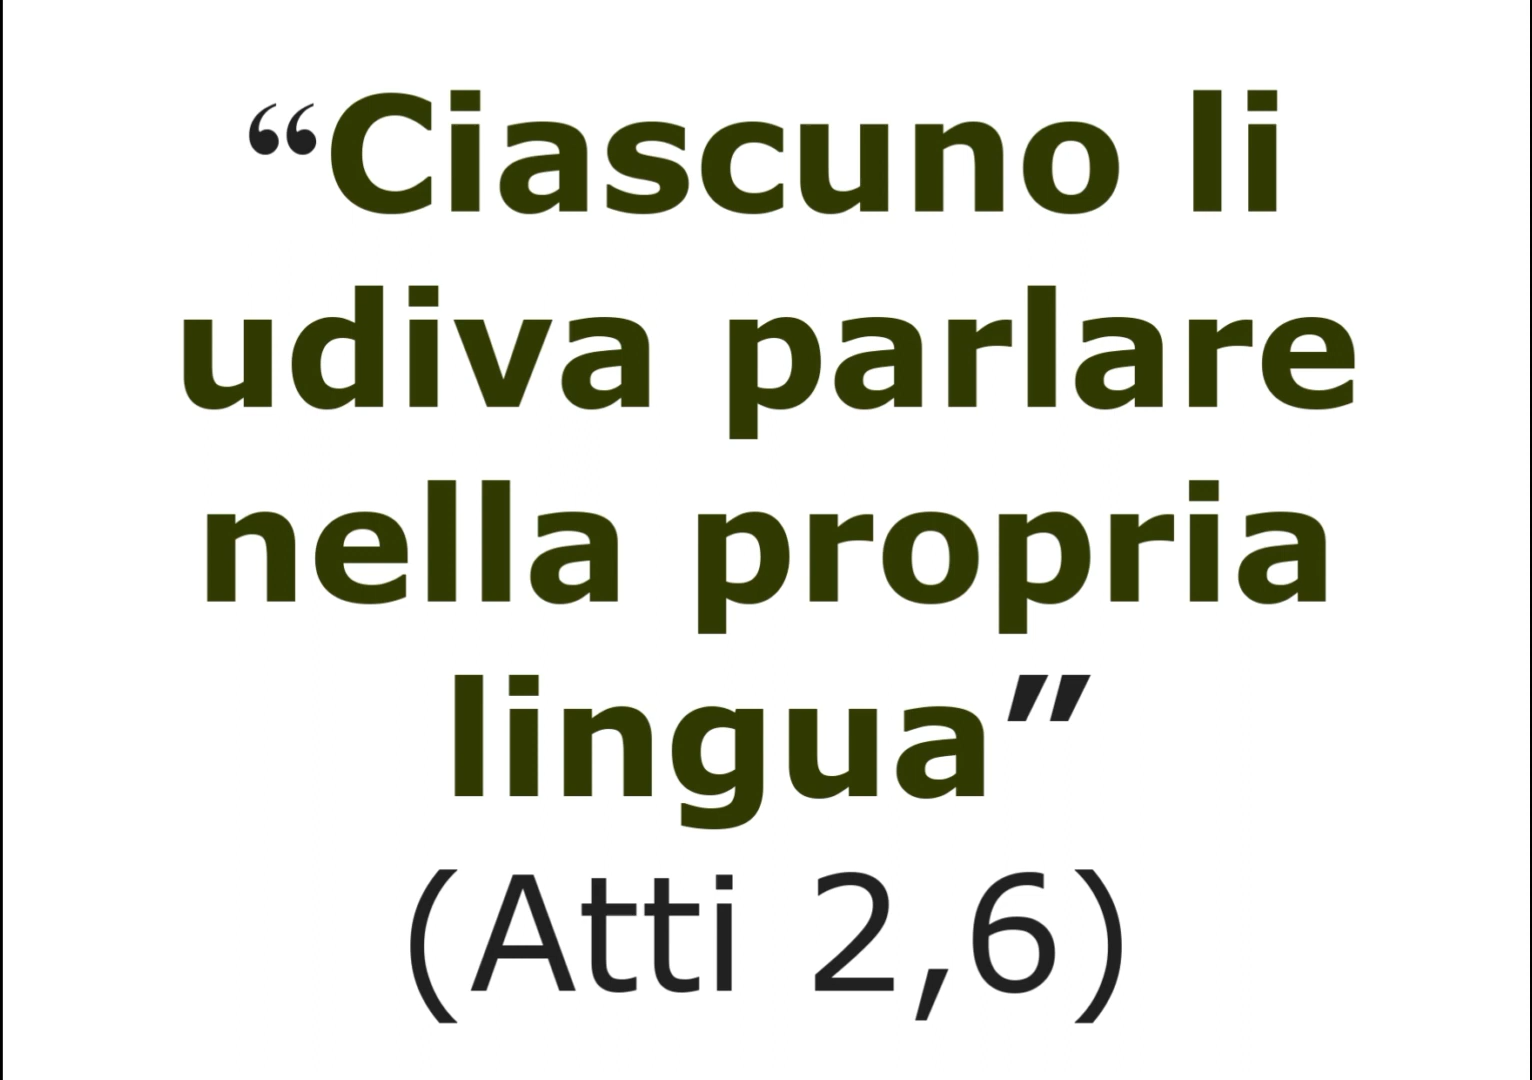 “Ciascuno li
udiva parlare
nella propria
lingua”
(Atti 2,6)